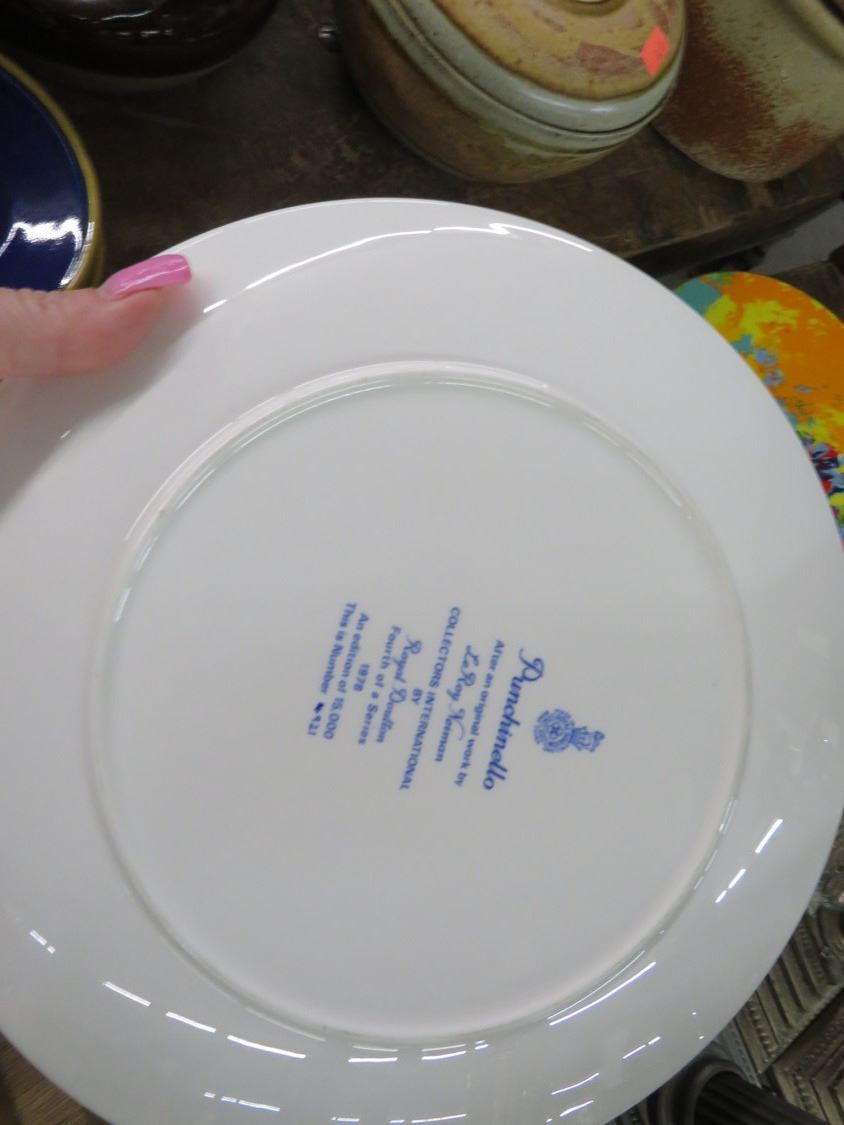 Punchinello
After an original work by
LeRoy Neiman
COLLECTORS INTERNATIONAL
BY
Royal Doulton
Fourth of a Series
1978
An edition of 15,000
This is Number